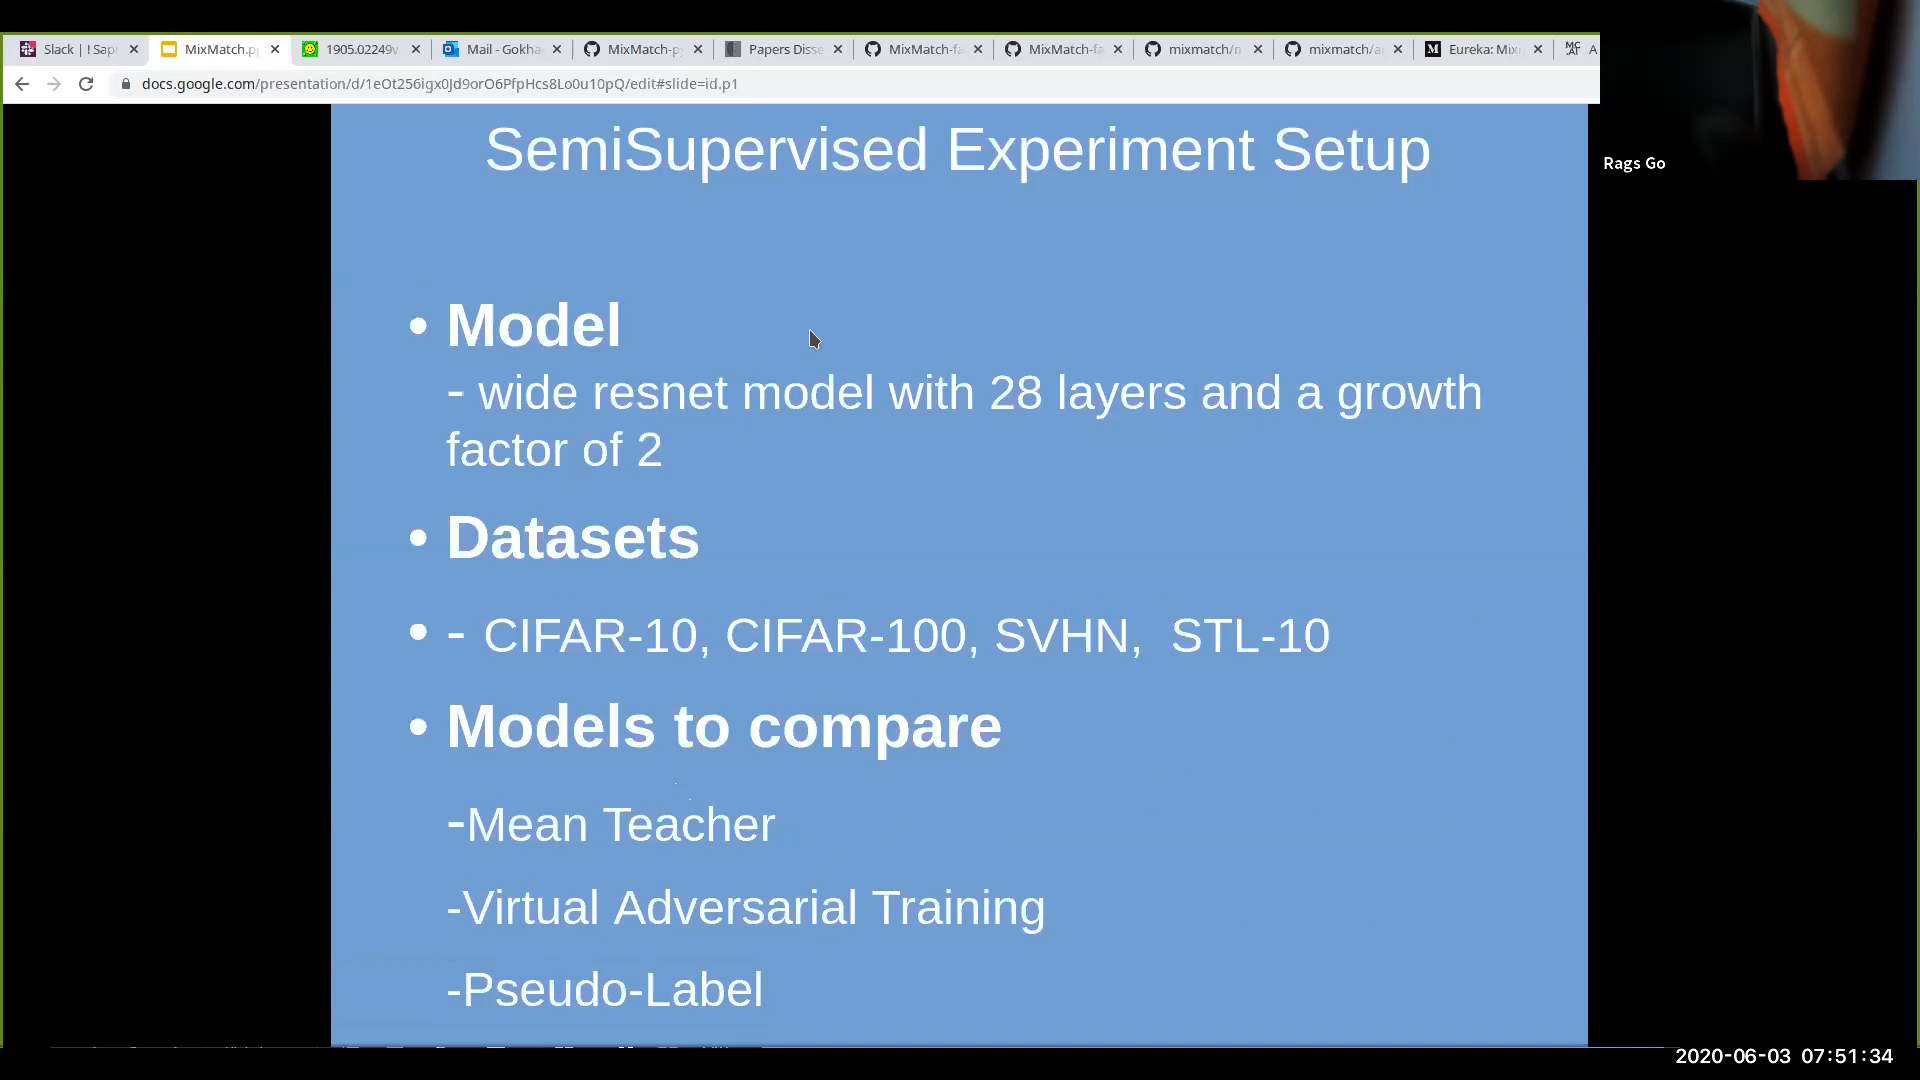 Slack | ! Sap
MixMatch.p
1905.02249v
Mail - Gokha
MixMatch-p
Papers Disse
MixMatch-fa
MixMatch-fa
mixmatch/n
mixmatch/a
Eureka: Mix
A
docs.google.com/presentation/d/1eOt256igx0Jd9orO6PfpHcs8Lo0u10pQ/edit#slide=id.p1
Rags Go
SemiSupervised Experiment Setup
• Model
- wide resnet model with 28 layers and a growth
factor of 2
• Datasets
• - CIFAR-10, CIFAR-100, SVHN, STL-10
• Models to compare
-Mean Teacher
-Virtual Adversarial Training
-Pseudo-Label
2020-06-03 07:51:34